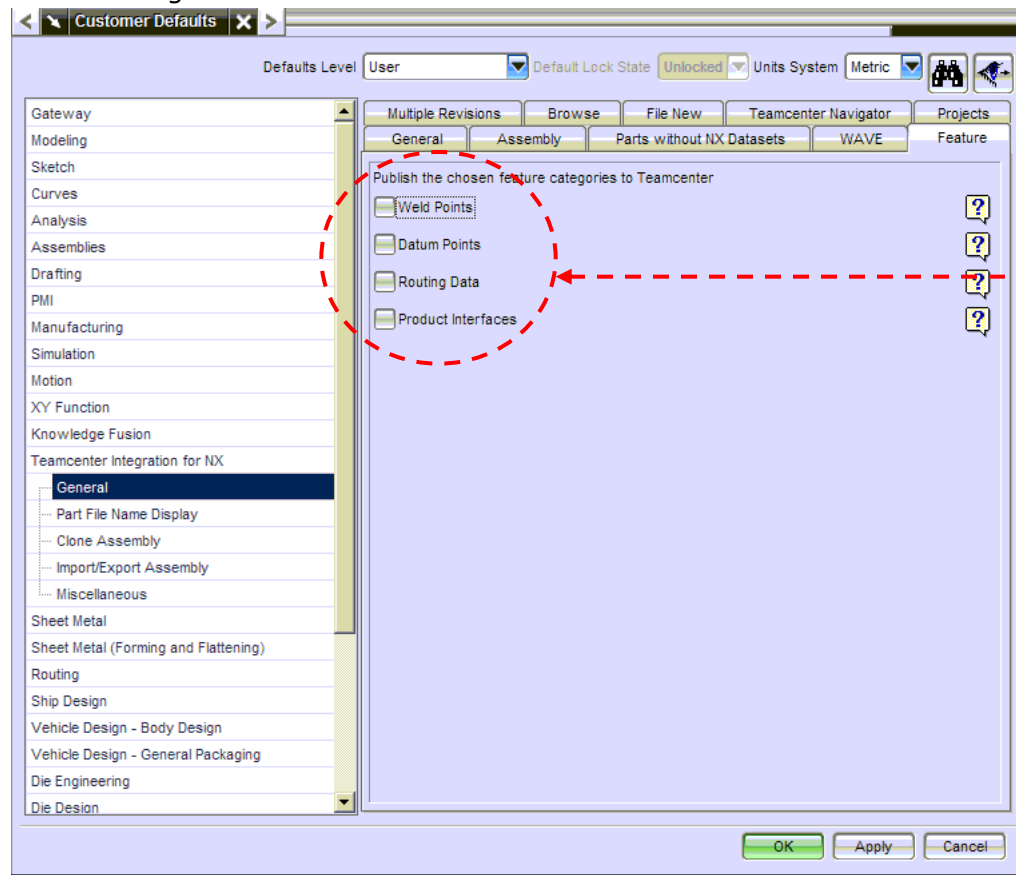 Customer Defaults
Defaults Level User Default Lock State Unlocked Units System Metric
Gateway
Modeling
Sketch
Curves
Analysis
Assemblies
Drafting
PMI
Manufacturing
Simulation
Motion
XY Function
Knowledge Fusion
Teamcenter Integration for NX
General
Part File Name Display
Clone Assembly
Import/Export Assembly
Miscellaneous
Sheet Metal
Sheet Metal (Forming and Flattening)
Routing
Ship Design
Vehicle Design - Body Design
Vehicle Design - General Packaging
Die Engineering
Die Design
Multiple Revisions Browse File New Teamcenter Navigator Projects
General Assembly Parts without NX Datasets WAVE Feature
Publish the chosen feature categories to Teamcenter
Weld Points ?
Datum Points ?
Routing Data ?
Product Interfaces ?
OK Apply Cancel